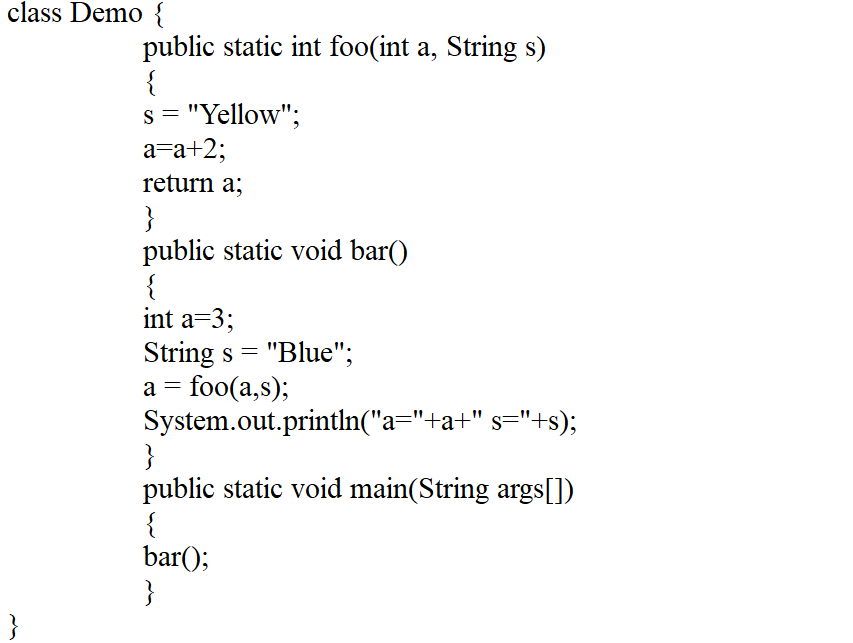 class Demo {
public static int foo(int a, String s)
{
s = "Yellow";
a=a+2;
return a;
}
public static void bar()
{
int a=3;
String s = "Blue";
a = foo(a,s);
System.out.println("a="+a+" s="+s);
}
public static void main(String args[])
{
bar();
}
}